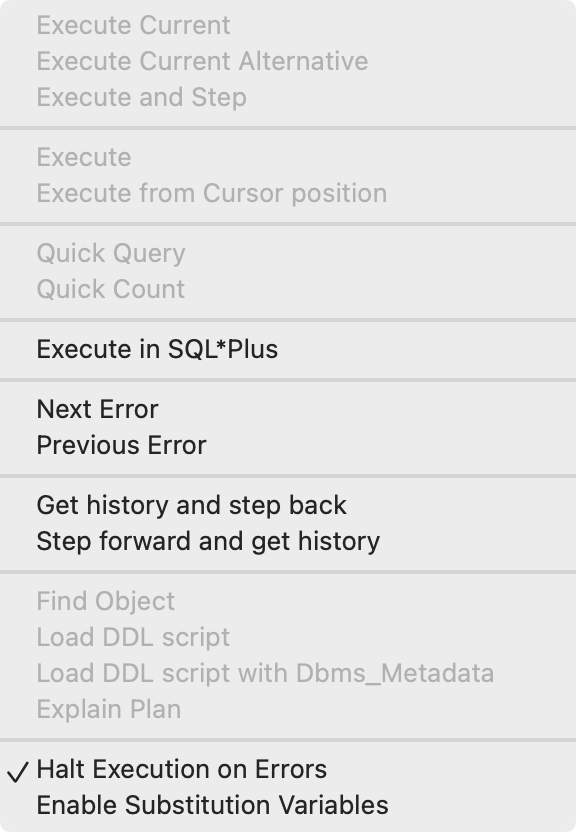 Execute Current
Execute Current Alternative
Execute and Step
Execute
Execute from Cursor position
Quick Query
Quick Count
Execute in SQL*Plus
Next Error
Previous Error
Get history and step back
Step forward and get history
Find Object
Load DDL script
Load DDL script with Dbms_Metadata
Explain Plan
Halt Execution on Errors
Enable Substitution Variables